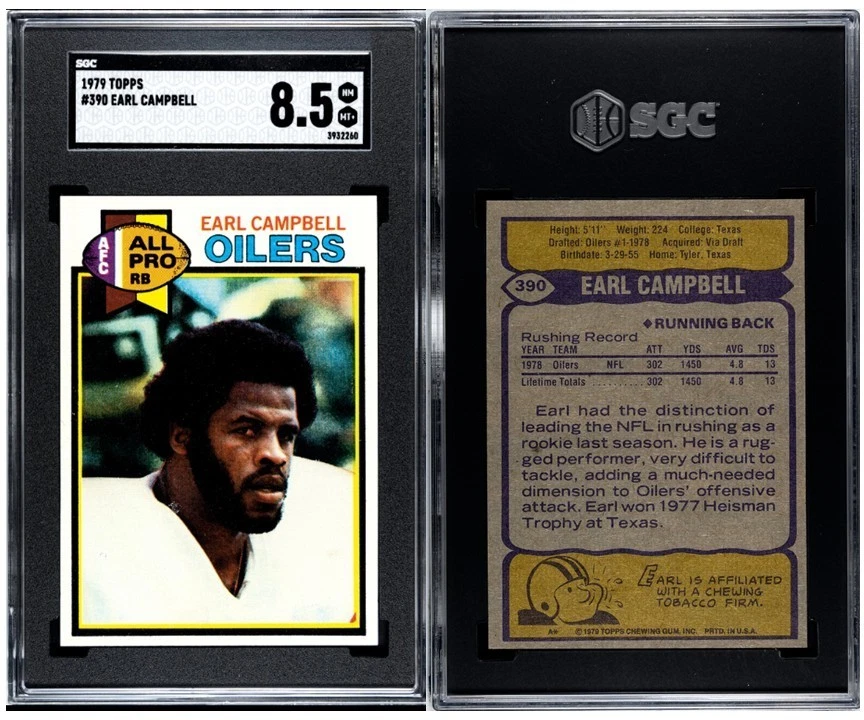 SGC
1979 TOPPS
#390 EARL CAMPBELL
8.5
NM
MT+
3932260
AFC
ALL
PRO
RB
EARL CAMPBELL
OILERS
SGC
Height: 5'11" Weight: 224 College: Texas
Drafted: Oilers #1-1978 Acquired: Via Draft
Birthdate: 3-29-55 Home: Tyler, Texas
390 EARL CAMPBELL
◆RUNNING BACK
Rushing Record
YEAR TEAM ATT YDS AVG TDS
1978 Oilers NFL 302 1450 4.8 13
Lifetime Totals .......... 302 1450 4.8 13
Earl had the distinction of
leading the NFL in rushing as a
rookie last season. He is a rug-
ged performer, very difficult to
tackle, adding a much-needed
dimension to Oilers' offensive
attack. Earl won 1977 Heisman
Trophy at Texas.
EARL IS AFFILIATED
WITH A CHEWING
TOBACCO FIRM.
A* © 1979 TOPPS CHEWING GUM, INC. PRTD. IN U.S.A.